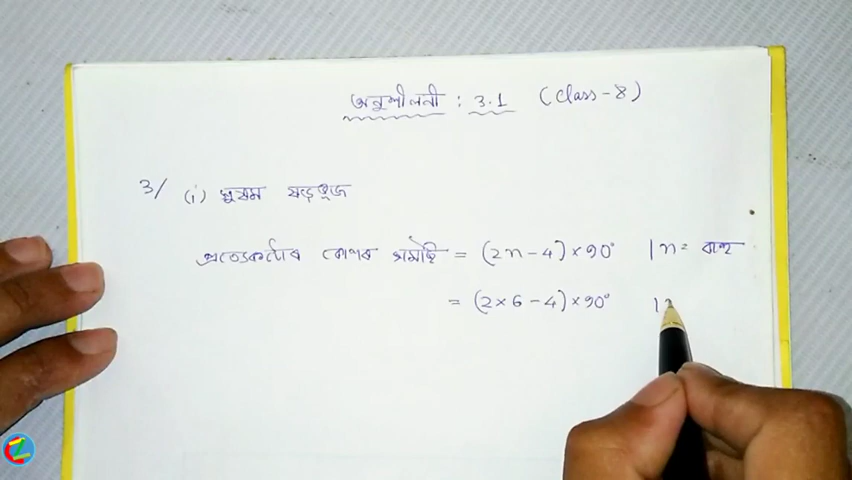 অনুশীলনী : 3.1 (Class-8)
3/ (i) সুষম ষড়ভুজ
প্ৰত্যেকটোৰ কোণৰ সমষ্টি = (2n-4)×90° | n = বাহু
= (2×6-4)×90° |